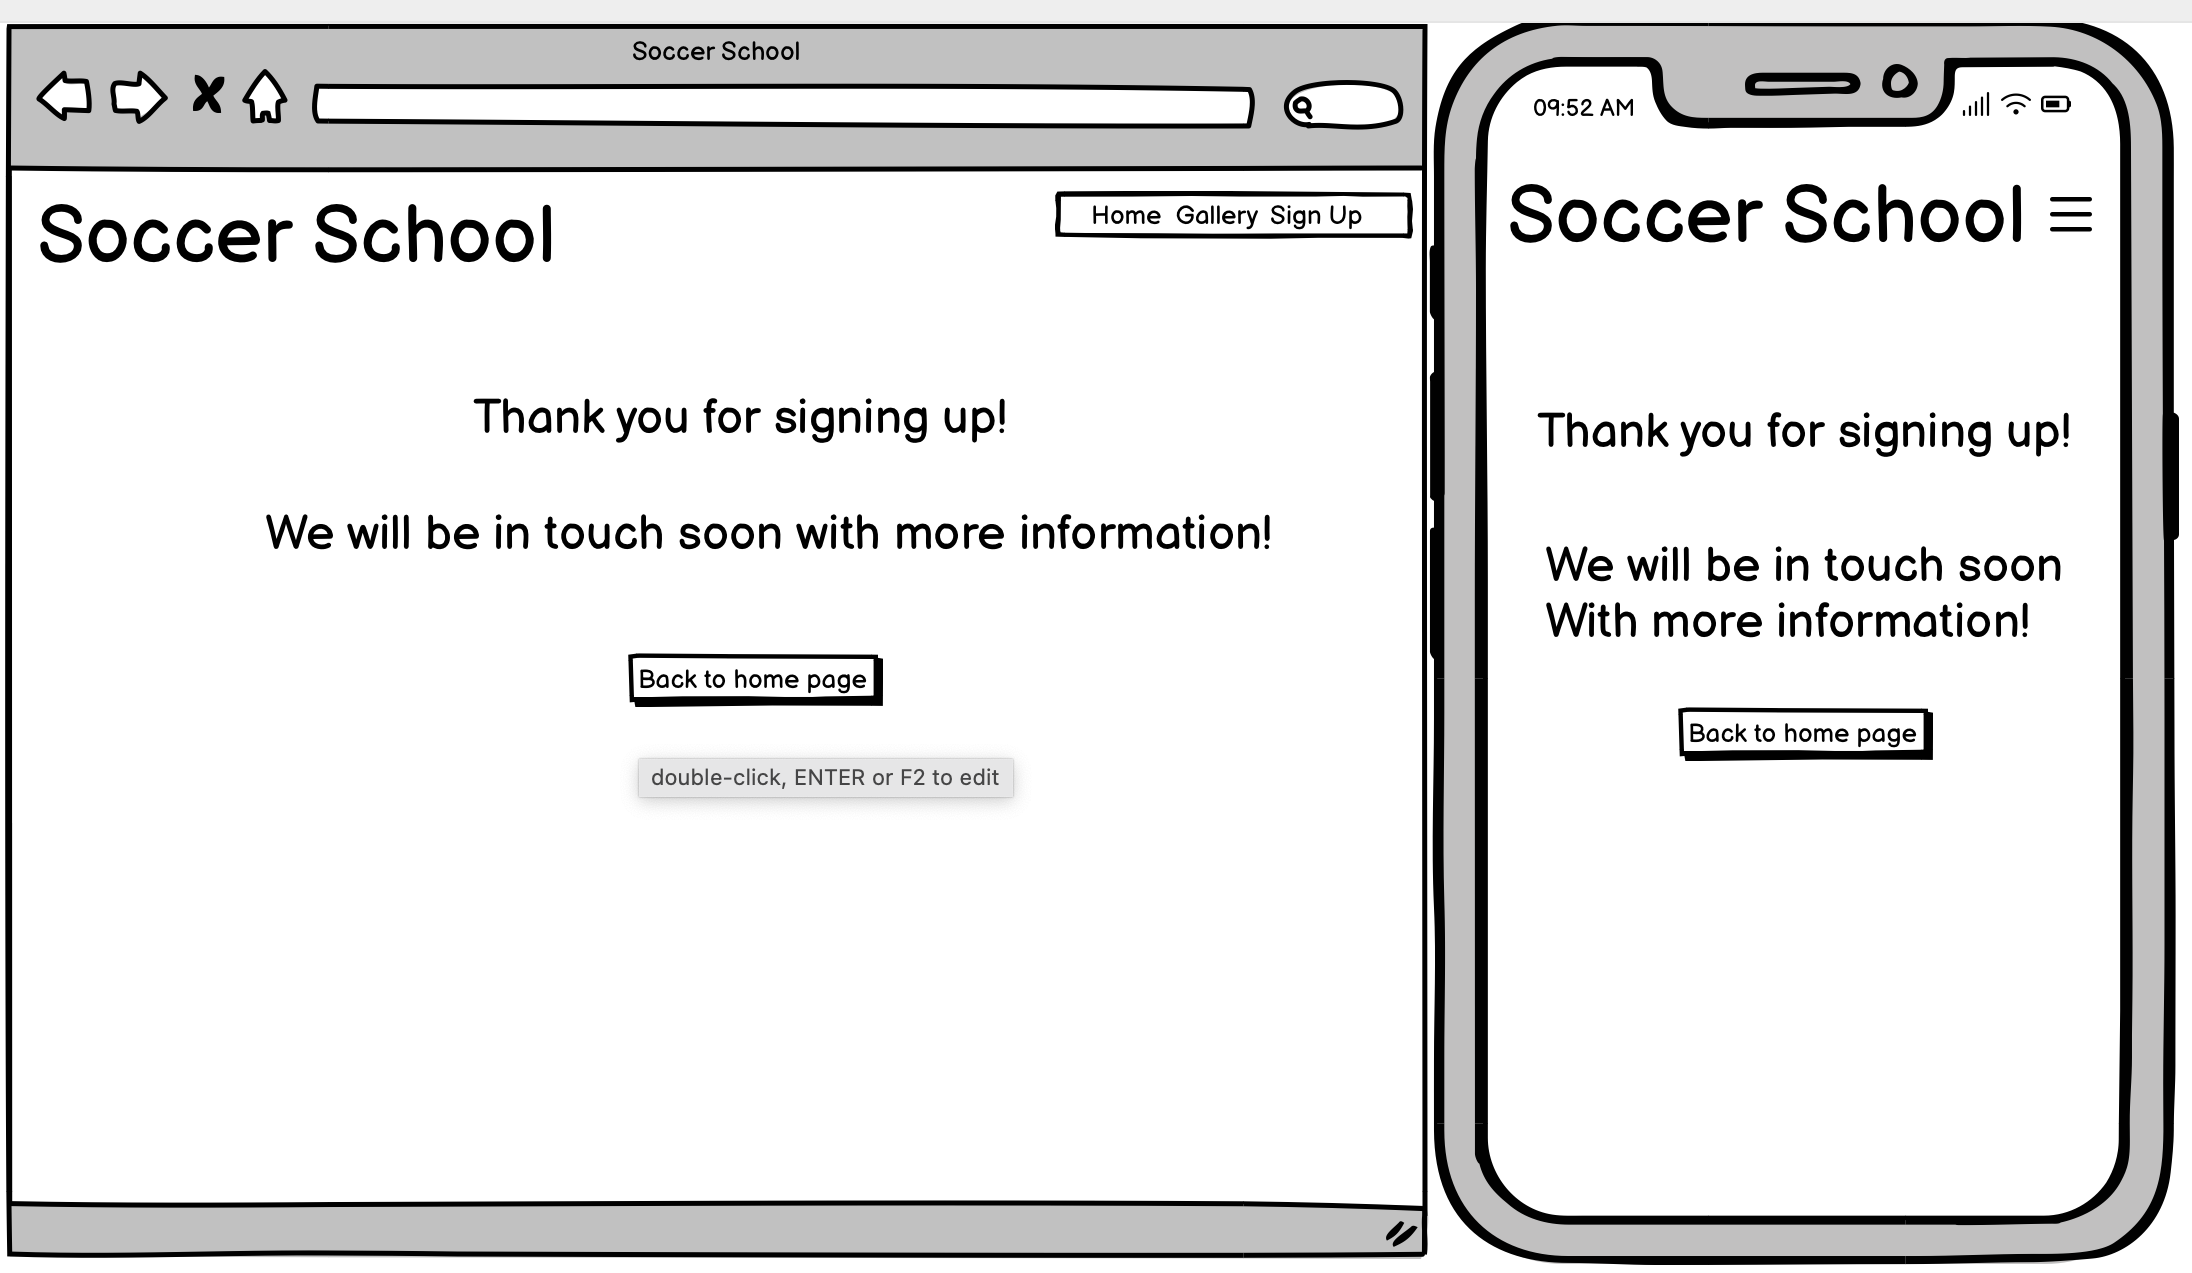 Soccer School
Soccer School
Home Gallery Sign Up
Thank you for signing up!
We will be in touch soon with more information!
Back to home page
double-click, ENTER or F2 to edit
09:52 AM
Soccer School
Thank you for signing up!
We will be in touch soon
With more information!
Back to home page